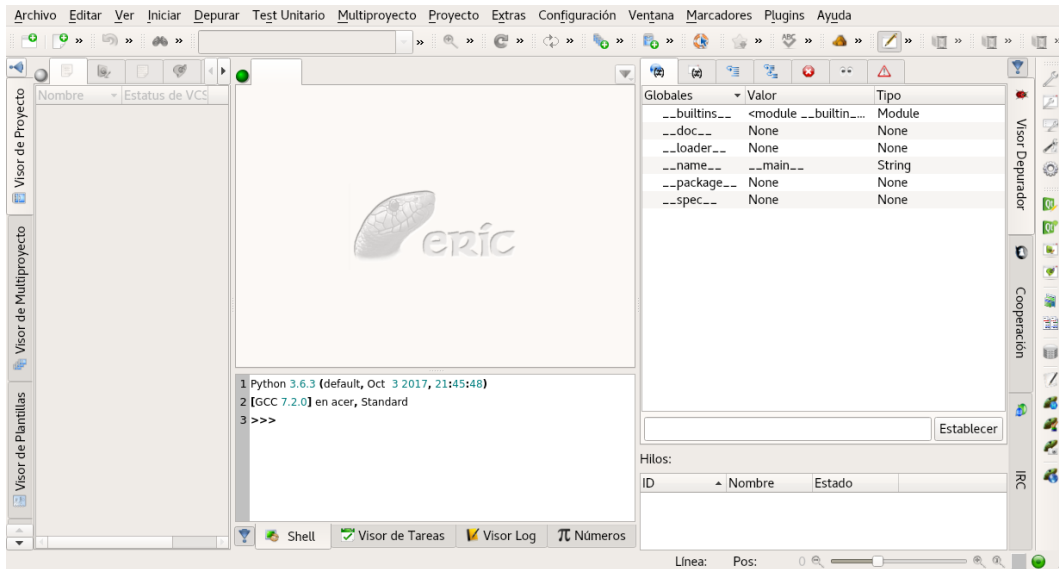 Archivo Editar Ver Iniciar Depurar Test Unitario Multiproyecto Proyecto Extras Configuración Ventana Marcadores Plugins Ayuda
Visor de Proyecto
Visor de Multiproyecto
Visor de Plantillas
Nombre Estatus de VCS
eric
1 Python 3.6.3 (default, Oct 3 2017, 21:45:48)
2 [GCC 7.2.0] en acer, Standard
3 >>>
Shell Visor de Tareas Visor Log Números
Globales Valor Tipo
__builtins__ <module __builtin_... Module
__doc__ None None
__loader__ None None
__name__ __main__ String
__package__ None None
__spec__ None None
Establecer
Hilos:
ID Nombre Estado
Visor Depurador
Cooperación
IRC
Línea: Pos: 0